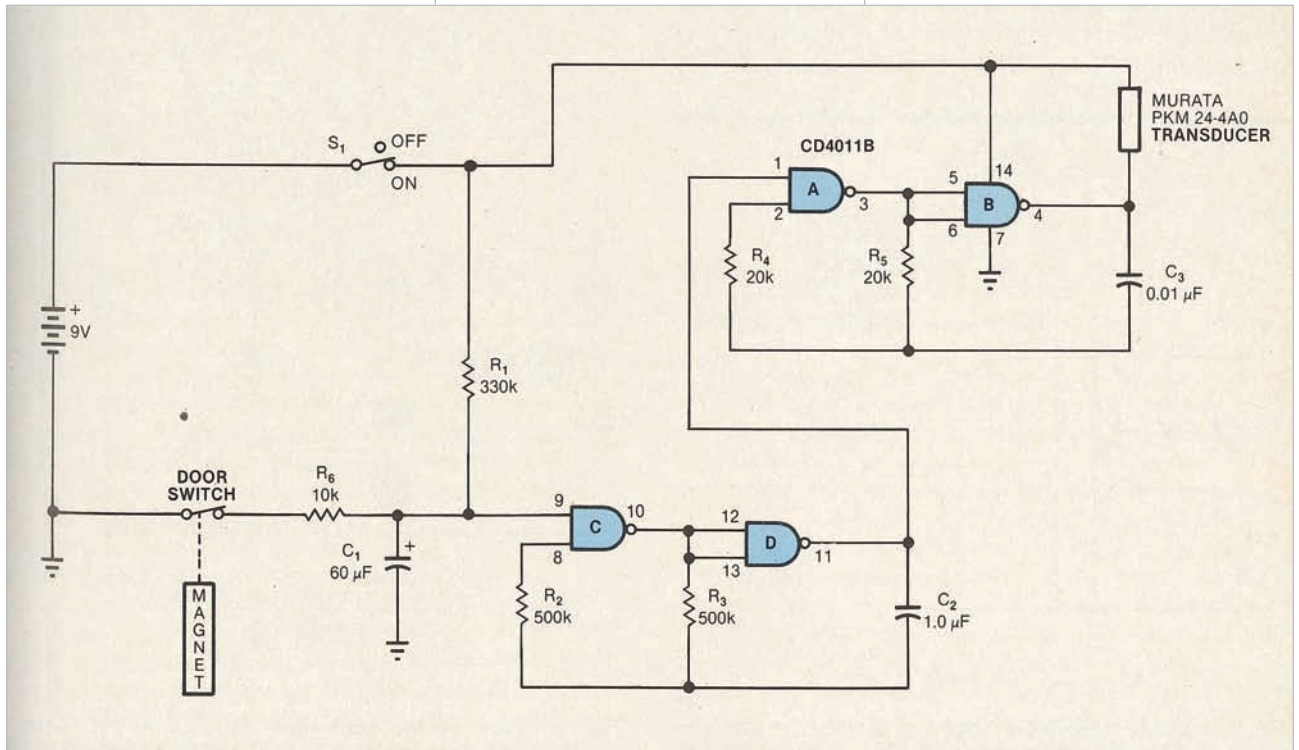 S₁
OFF
ON
MURATA
PKM 24-4A0
TRANSDUCER
CD4011B
1
2
A
3
5
6
14
B
4
7
R₄
20k
R₅
20k
C₃
0.01 µF
+
9V
R₁
330k
DOOR
SWITCH
R₆
10k
C₁
60 µF
+
9
8
C
10
12
13
D
11
R₂
500k
R₃
500k
C₂
1.0 µF
MAGNET